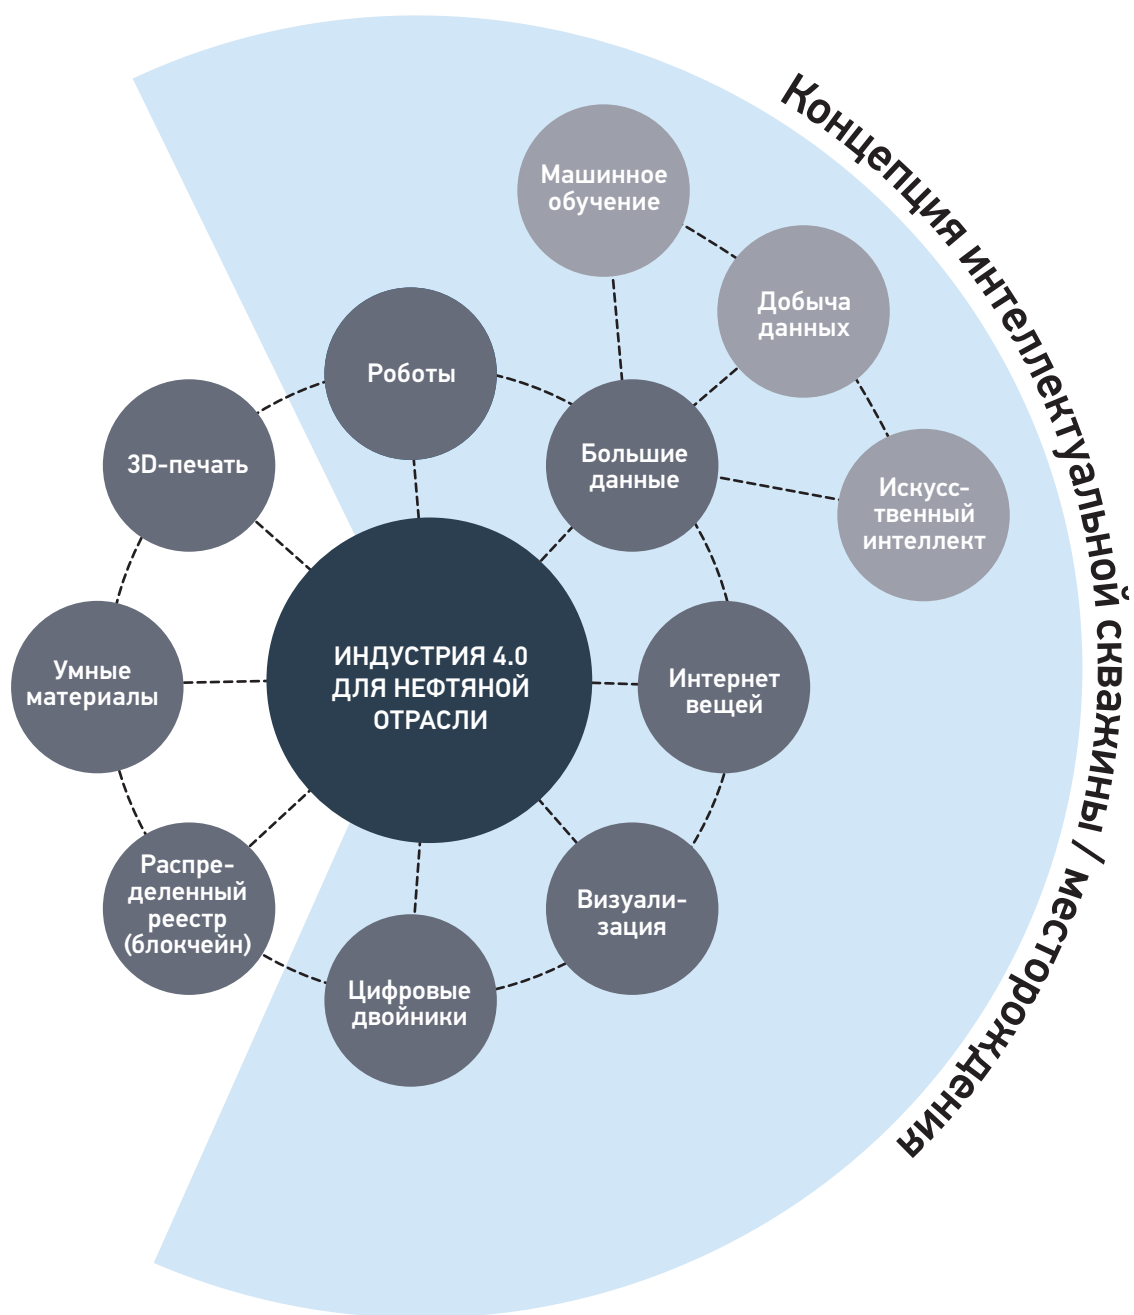 Концепция интеллектуальной скважины / месторождения
Машинное
обучение
Добыча
данных
Роботы
Большие
данные
3D-печать
Искусс-
твенный
интеллект
ИНДУСТРИЯ 4.0
ДЛЯ НЕФТЯНОЙ
ОТРАСЛИ
Умные
материалы
Интернет
вещей
Распре-
деленный
реестр
(блокчейн)
Визуали-
зация
Цифровые
двойники